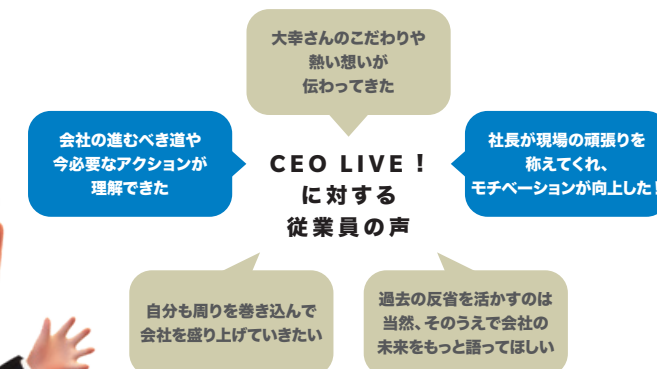 大幸さんのこだわりや
熱い想いが
伝わってきた
会社の進むべき道や
今必要なアクションが
理解できた
CEO LIVE！
に対する
従業員の声
社長が現場の頑張りを
称えてくれ、
モチベーションが向上した！
自分も周りを巻き込んで
会社を盛り上げていきたい
過去の反省を活かすのは
当然、そのうえで会社の
未来をもっと語ってほしい